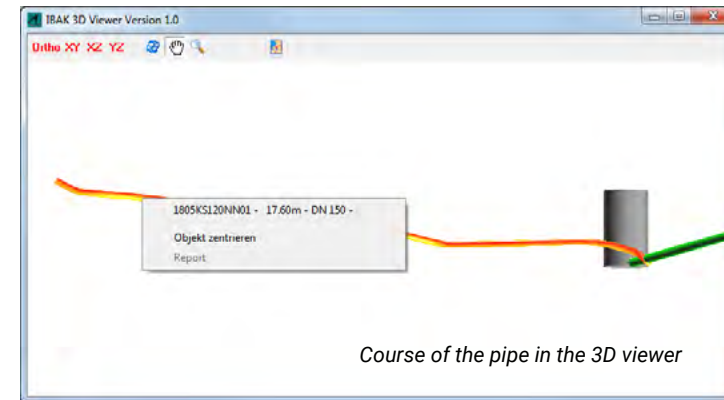 IBAK 3D Viewer Version 1.0
Ortho XY XZ YZ
1805KS120NN01 - 17.60m - DN 150 -
Objekt zentrieren
Report
Course of the pipe in the 3D viewer